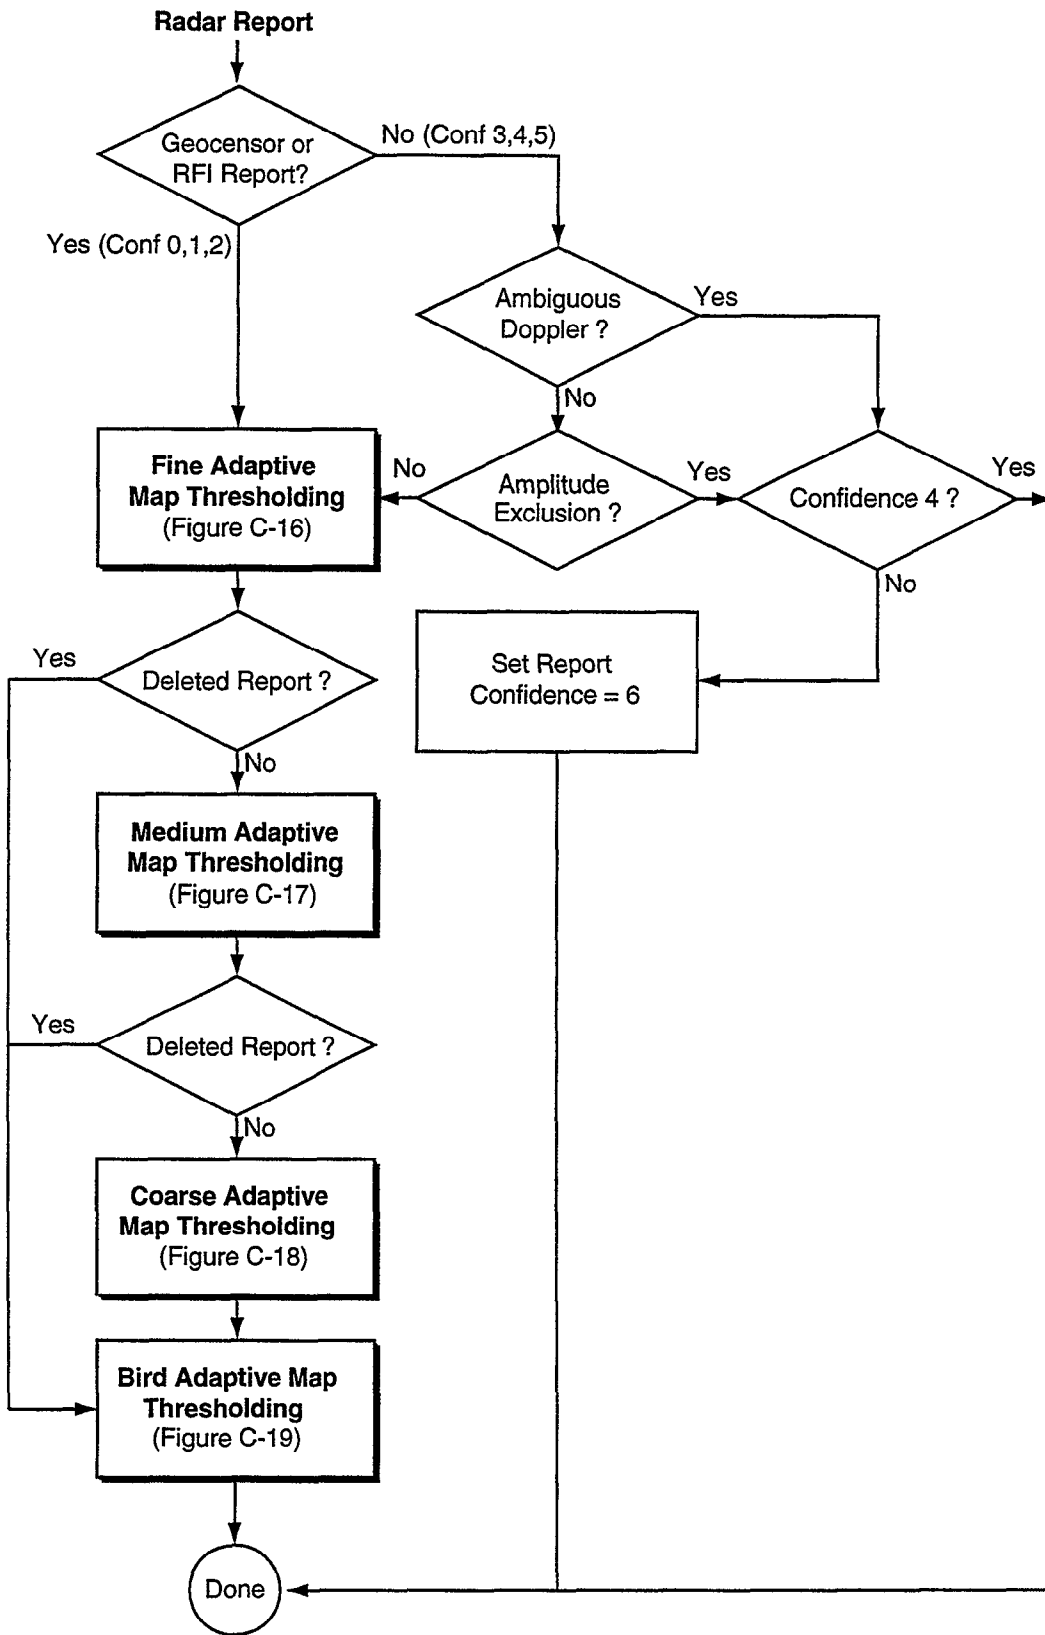 Radar Report
Geocensor or
RFI Report?
No (Conf 3,4,5)
Yes (Conf 0,1,2)
Ambiguous
Doppler ?
Yes
No
Fine Adaptive
Map Thresholding
(Figure C-16)
No
Amplitude
Exclusion ?
Yes
Confidence 4 ?
Yes
No
Yes
Deleted Report ?
Set Report
Confidence = 6
No
Medium Adaptive
Map Thresholding
(Figure C-17)
Yes
Deleted Report ?
No
Coarse Adaptive
Map Thresholding
(Figure C-18)
Bird Adaptive Map
Thresholding
(Figure C-19)
Done